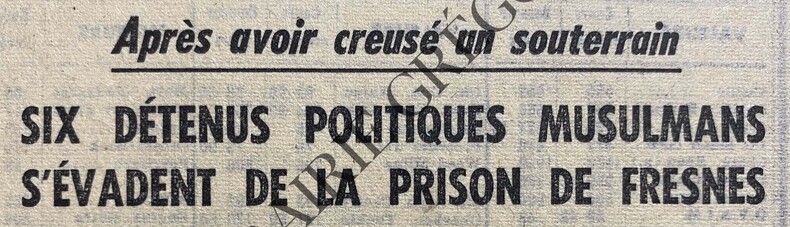 Après avoir creusé un souterrain
SIX DÉTENUS POLITIQUES MUSULMANS
S'ÉVADENT DE LA PRISON DE FRESNES